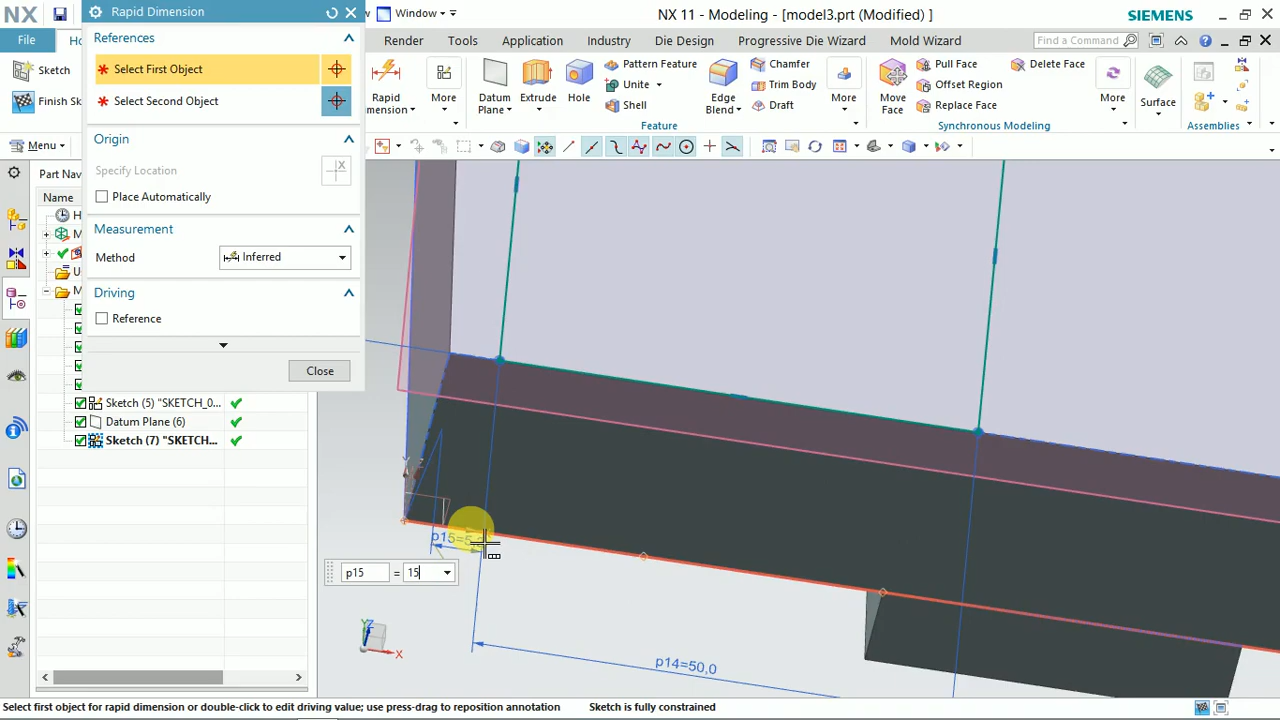 NX
Window
NX 11 - Modeling - [model3.prt (Modified) ]
SIEMENS
Rapid Dimension
File
Render
Tools
Application
Industry
Die Design
Progressive Die Wizard
Mold Wizard
Find a Command
Sketch
Finish Sk
Rapid
mension
More
Datum
Plane
Extrude
Hole
Pattern Feature
Unite
Shell
Edge
Blend
Chamfer
Trim Body
Draft
More
Move
Face
Pull Face
Offset Region
Replace Face
Delete Face
More
Surface
Feature
Synchronous Modeling
Assemblies
Menu
Part Nav
Name
References
Select First Object
Select Second Object
Origin
Specify Location
Place Automatically
Measurement
Method
Inferred
Driving
Reference
Close
Sketch (5) "SKETCH_0...
Datum Plane (6)
Sketch (7) "SKETCH...
p15 = 15
p14=50,0
X
Select first object for rapid dimension or double-click to edit driving value; use press-drag to reposition annotation
Sketch is fully constrained